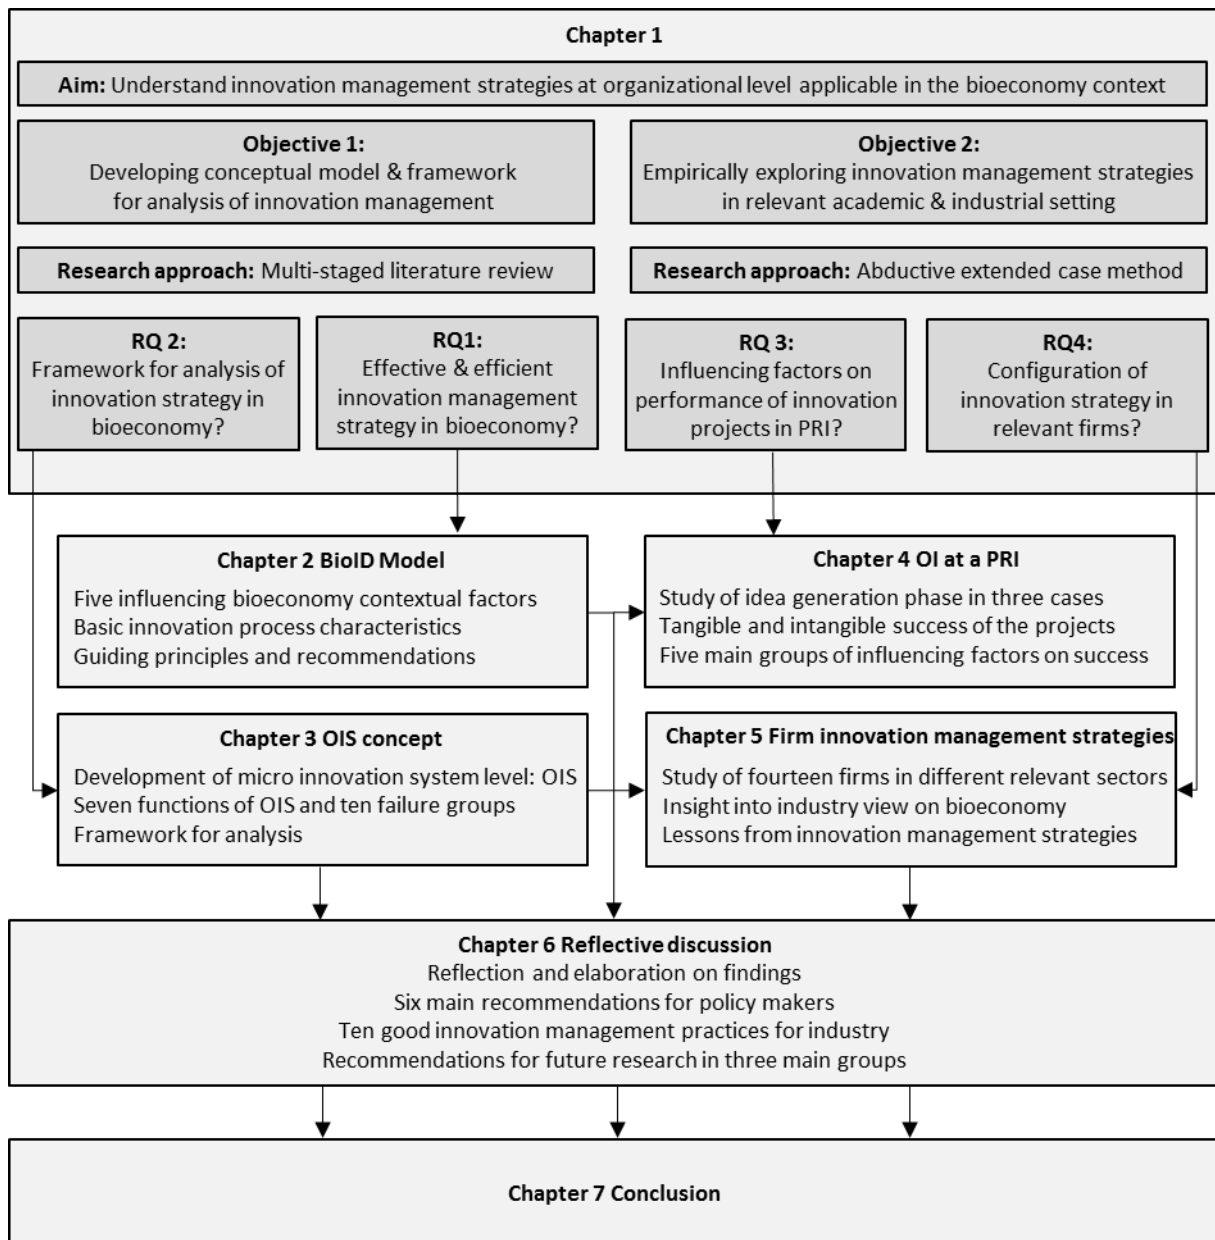 Chapter 1
Aim: Understand innovation management strategies at organizational level applicable in the bioeconomy context
Objective 1:
Developing conceptual model & framework
for analysis of innovation management
Objective 2:
Empirically exploring innovation management strategies
in relevant academic & industrial setting
Research approach: Multi-staged literature review
Research approach: Abductive extended case method
RQ 2:
Framework for analysis of
innovation strategy in
bioeconomy?
RQ1:
Effective & efficient
innovation management
strategy in bioeconomy?
RQ 3:
Influencing factors on
performance of innovation
projects in PRI?
RQ4:
Configuration of
innovation strategy in
relevant firms?
Chapter 2 BioID Model
Five influencing bioeconomy contextual factors
Basic innovation process characteristics
Guiding principles and recommendations
Chapter 4 OI at a PRI
Study of idea generation phase in three cases
Tangible and intangible success of the projects
Five main groups of influencing factors on success
Chapter 3 OIS concept
Development of micro innovation system level: OIS
Seven functions of OIS and ten failure groups
Framework for analysis
Chapter 5 Firm innovation management strategies
Study of fourteen firms in different relevant sectors
Insight into industry view on bioeconomy
Lessons from innovation management strategies
Chapter 6 Reflective discussion
Reflection and elaboration on findings
Six main recommendations for policy makers
Ten good innovation management practices for industry
Recommendations for future research in three main groups
Chapter 7 Conclusion